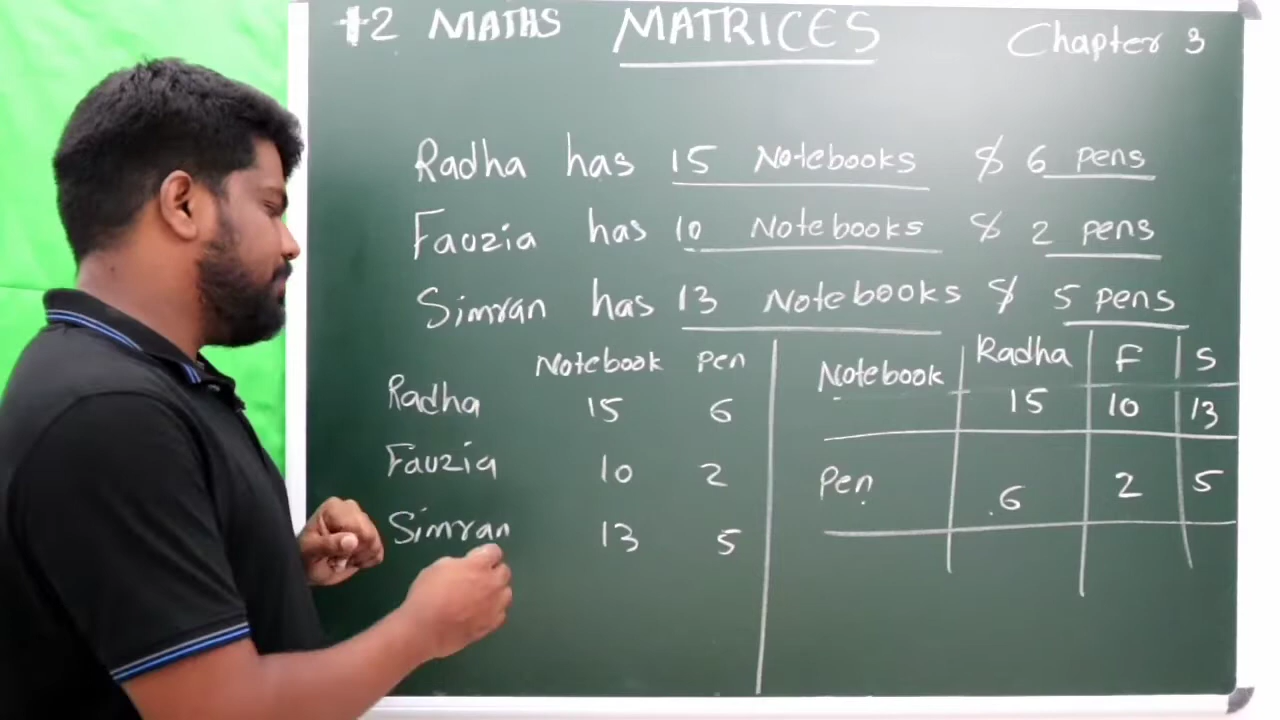 +2 MATHS MATRICES Chapter 3
Radha has 15 Notebooks & 6 pens
Fauzia has 10 Notebooks & 2 pens
Simran has 13 Notebooks & 5 pens
Notebook Pen
Radha 15 6
Fauzia 10 2
Simran 13 5
Radha F S
Notebook 15 10 13
Pen 6 2 5